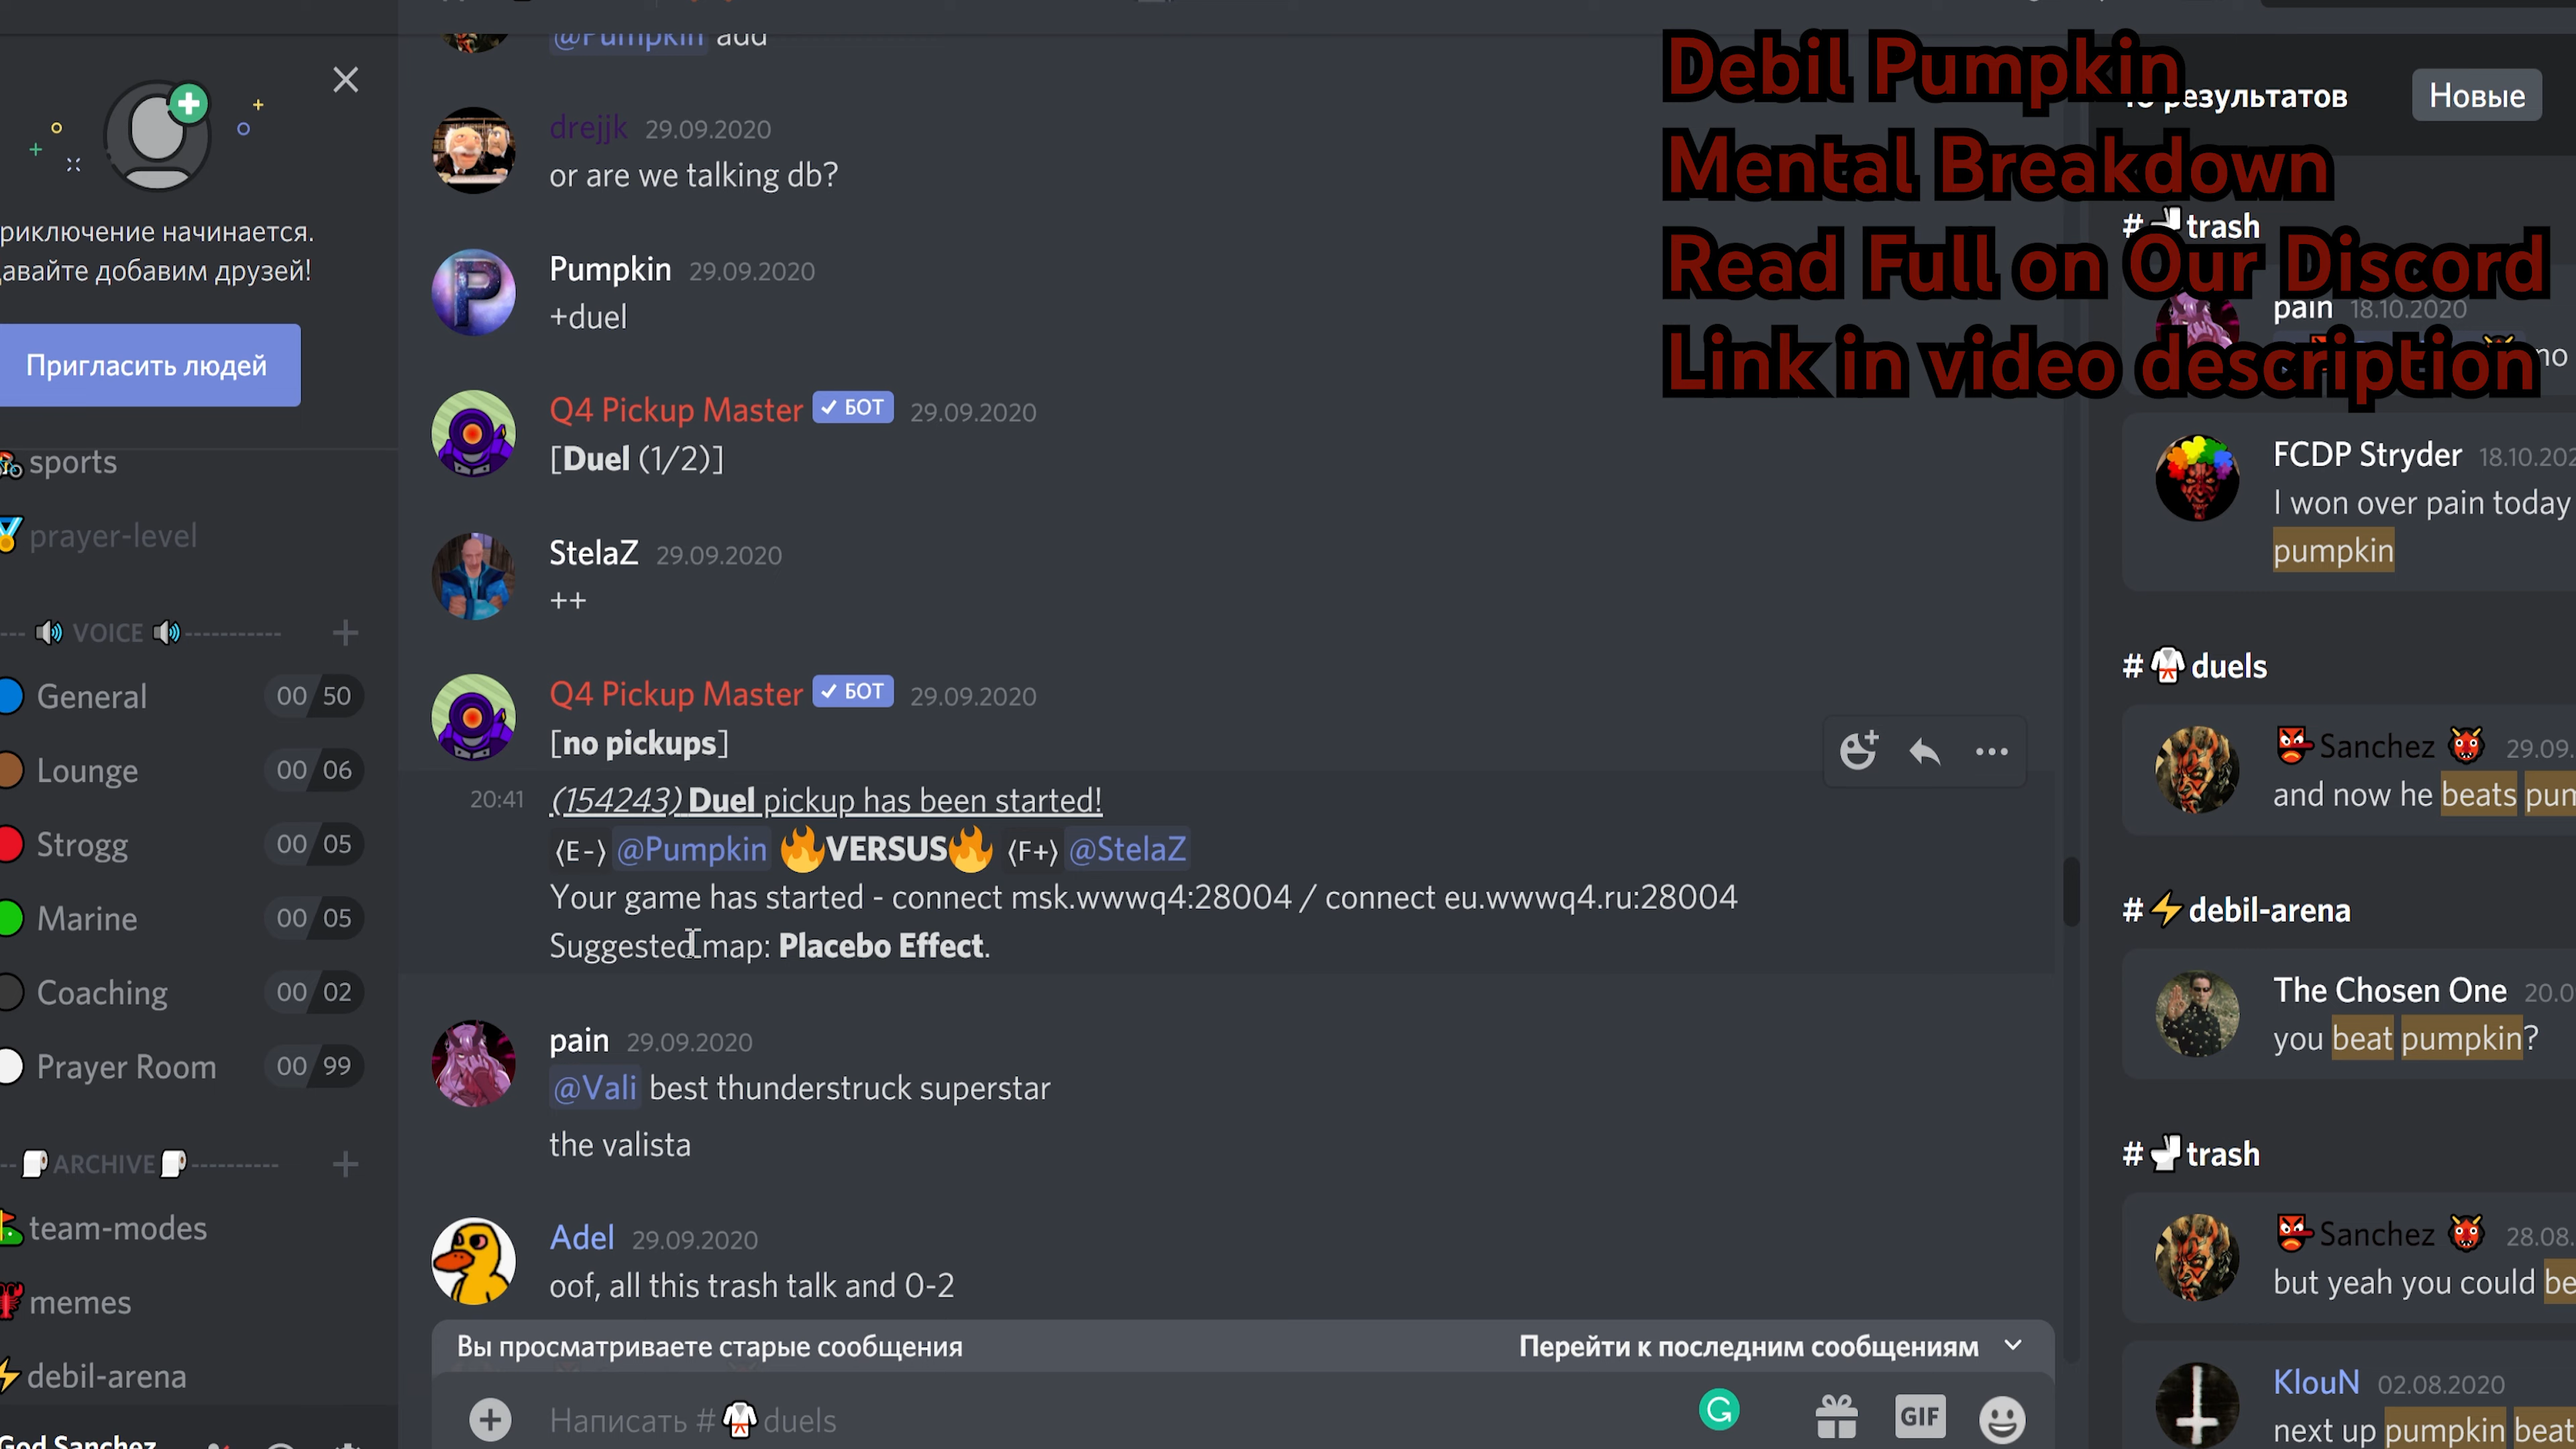 @Pumpkin add
drejjk 29.09.2020
or are we talking db?
Pumpkin 29.09.2020
+duel
Q4 Pickup Master ✓ БОТ 29.09.2020
[Duel (1/2)]
StelaZ 29.09.2020
++
Q4 Pickup Master ✓ БОТ 29.09.2020
[no pickups]
20:41 (154243) Duel pickup has been started!
⟨E-⟩ @Pumpkin 🔥VERSUS🔥 ⟨F+⟩ @StelaZ
Your game has started - connect msk.wwwq4:28004 / connect eu.wwwq4.ru:28004
Suggested map: Placebo Effect.
pain 29.09.2020
@Vali best thunderstruck superstar
the valista
Adel 29.09.2020
oof, all this trash talk and 0-2
Вы просматриваете старые сообщения
Перейти к последним сообщениям
Написать # 🥋 duels
GIF
риключение начинается.
авайте добавим друзей!
Пригласить людей
sports
prayer-level
VOICE
General 00 50
Lounge 00 06
Strogg 00 05
Marine 00 05
Coaching 00 02
Prayer Room 00 99
ARCHIVE
team-modes
memes
debil-arena
God Sanchez
Debil Pumpkin
Mental Breakdown
Read Full on Our Discord
Link in video description
результатов
Новые
# 🚽 trash
pain 18.10.2020
no
FCDP Stryder 18.10.202
I won over pain today
pumpkin
# 🥋 duels
👺 Sanchez 👹 29.09.
and now he beats pum
# ⚡ debil-arena
The Chosen One 20.0
you beat pumpkin?
# 🚽 trash
👺 Sanchez 👹 28.08.
but yeah you could be
KlouN 02.08.2020
next up pumpkin beat